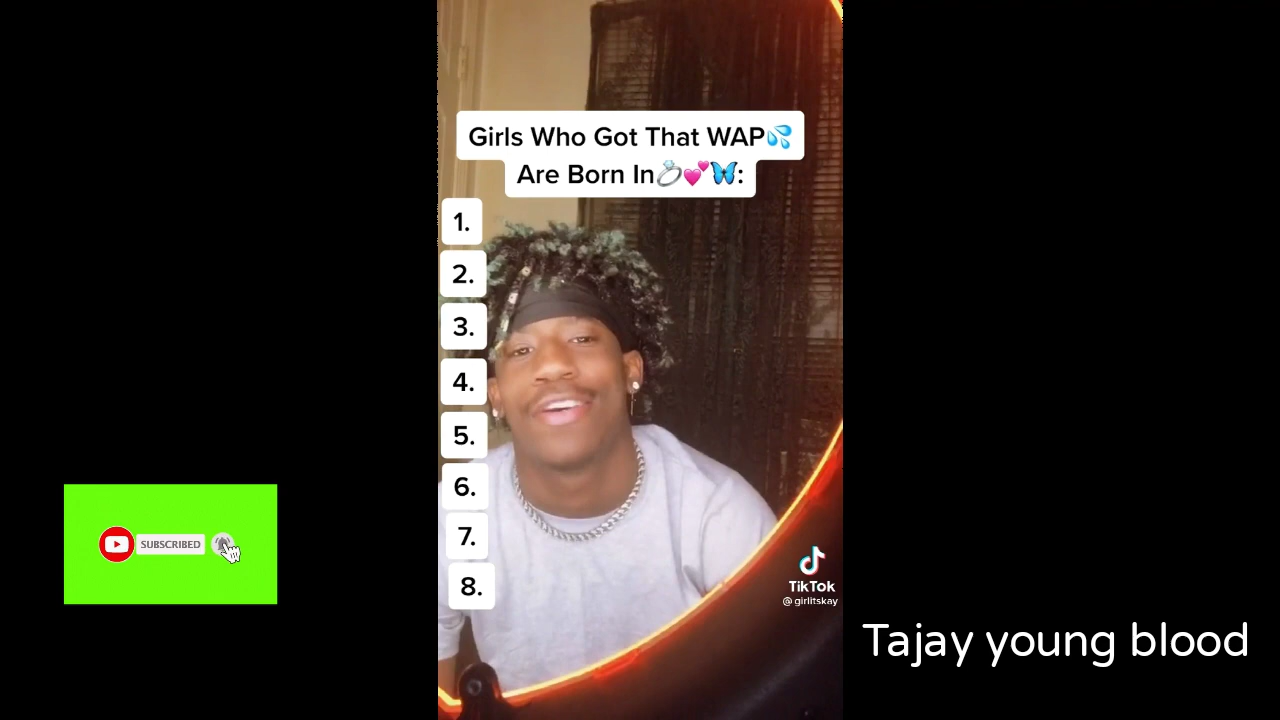 Girls Who Got That WAP💦
Are Born In💍💕🦋:
1.
2.
3.
4.
5.
6.
7.
8.
SUBSCRIBED
TikTok
@girlitskay
Tajay young blood